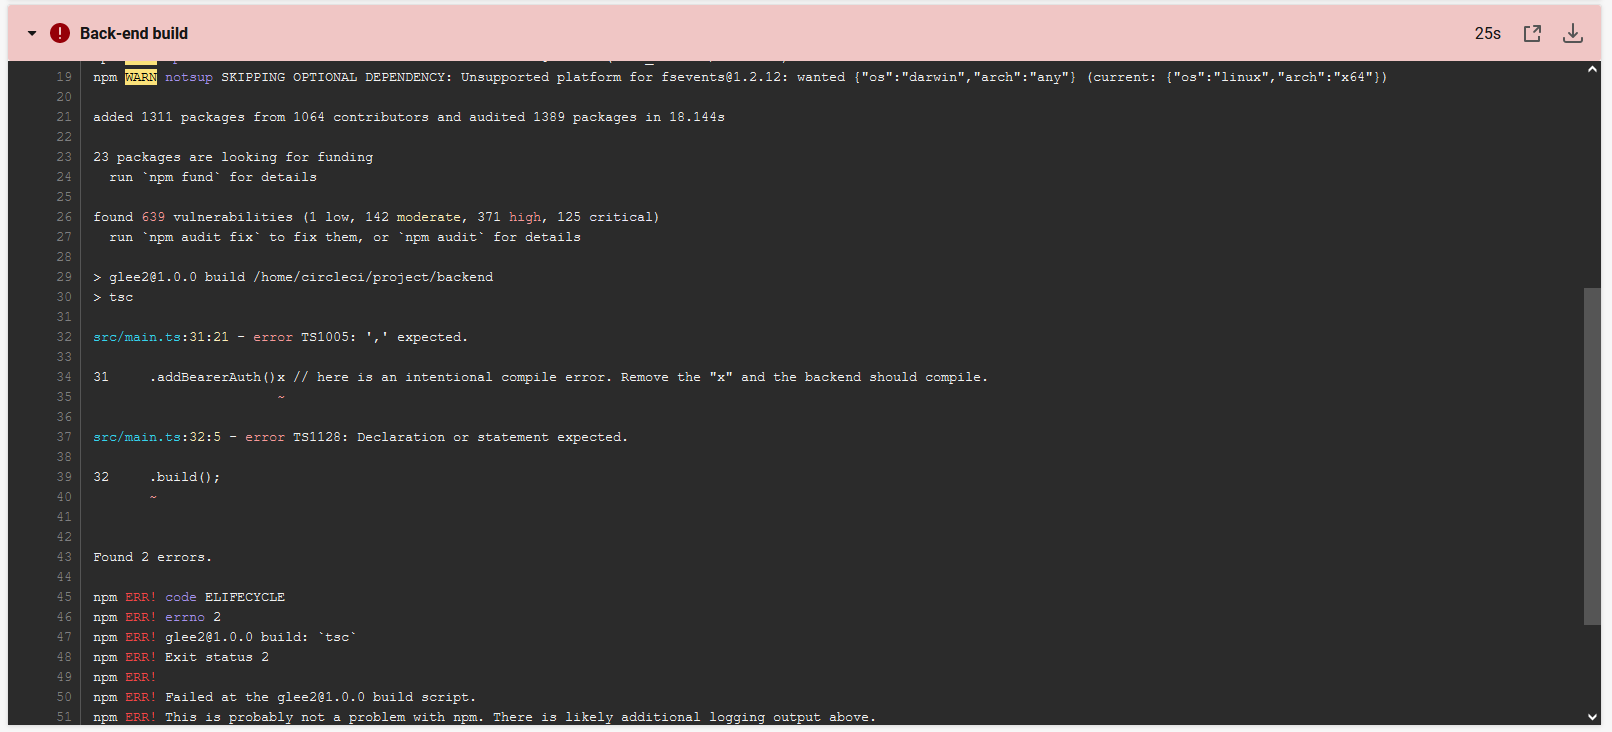 Back-end build 25s
19 npm WARN notsup SKIPPING OPTIONAL DEPENDENCY: Unsupported platform for fsevents@1.2.12: wanted {"os":"darwin","arch":"any"} (current: {"os":"linux","arch":"x64"})
20
21 added 1311 packages from 1064 contributors and audited 1389 packages in 18.144s
22
23 23 packages are looking for funding
24   run `npm fund` for details
25
26 found 639 vulnerabilities (1 low, 142 moderate, 371 high, 125 critical)
27   run `npm audit fix` to fix them, or `npm audit` for details
28
29 > glee2@1.0.0 build /home/circleci/project/backend
30 > tsc
31
32 src/main.ts:31:21 - error TS1005: ',' expected.
33
34 31     .addBearerAuth()x // here is an intentional compile error. Remove the "x" and the backend should compile.
35                        ~
36
37 src/main.ts:32:5 - error TS1128: Declaration or statement expected.
38
39 32     .build();
40        ~
41
42
43 Found 2 errors.
44
45 npm ERR! code ELIFECYCLE
46 npm ERR! errno 2
47 npm ERR! glee2@1.0.0 build: `tsc`
48 npm ERR! Exit status 2
49 npm ERR!
50 npm ERR! Failed at the glee2@1.0.0 build script.
51 npm ERR! This is probably not a problem with npm. There is likely additional logging output above.